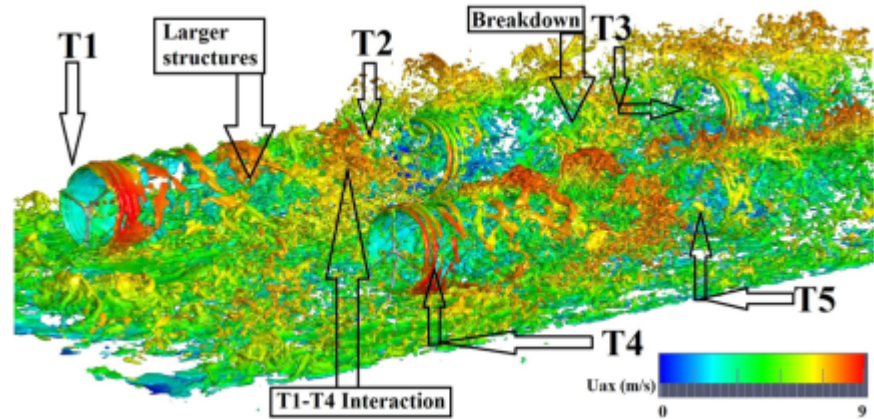 T1
Larger
structures
T2
Breakdown
T3
T5
T4
T1-T4 Interaction
Uax (m/s)
0
9